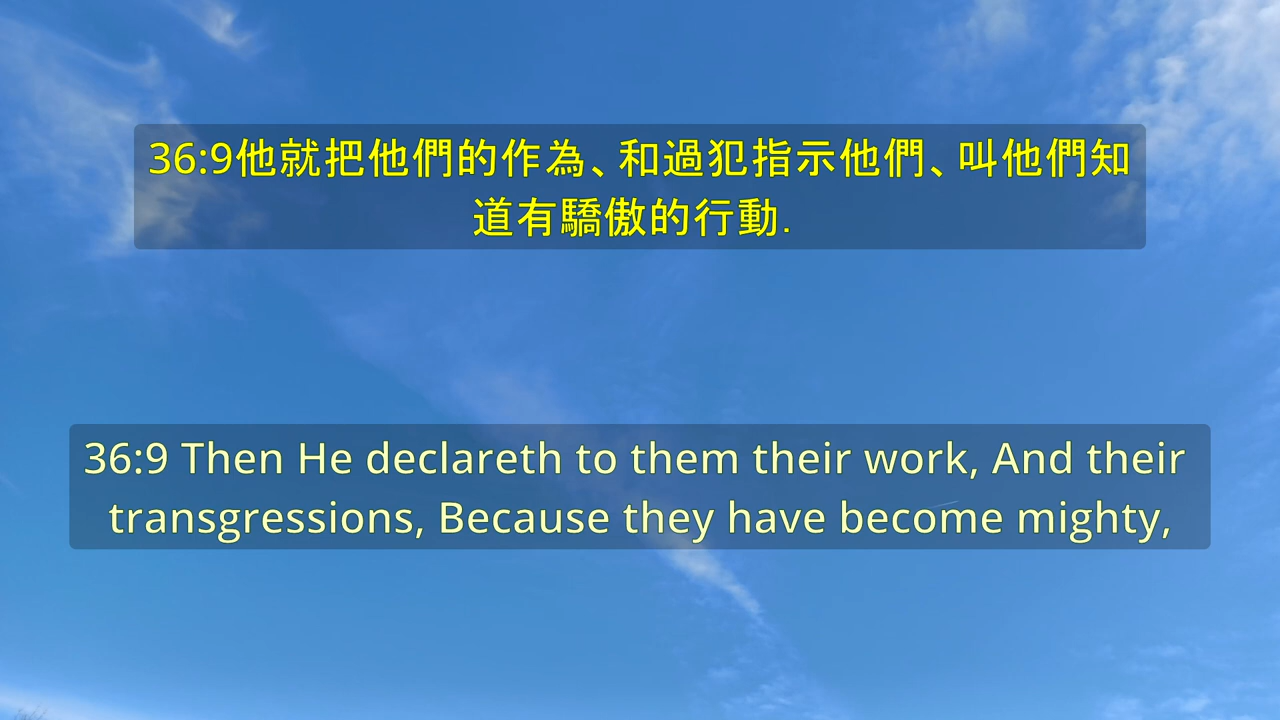 36:9他就把他們的作為、和過犯指示他們、叫他們知
道有驕傲的行動.
36:9 Then He declareth to them their work, And their
transgressions, Because they have become mighty,